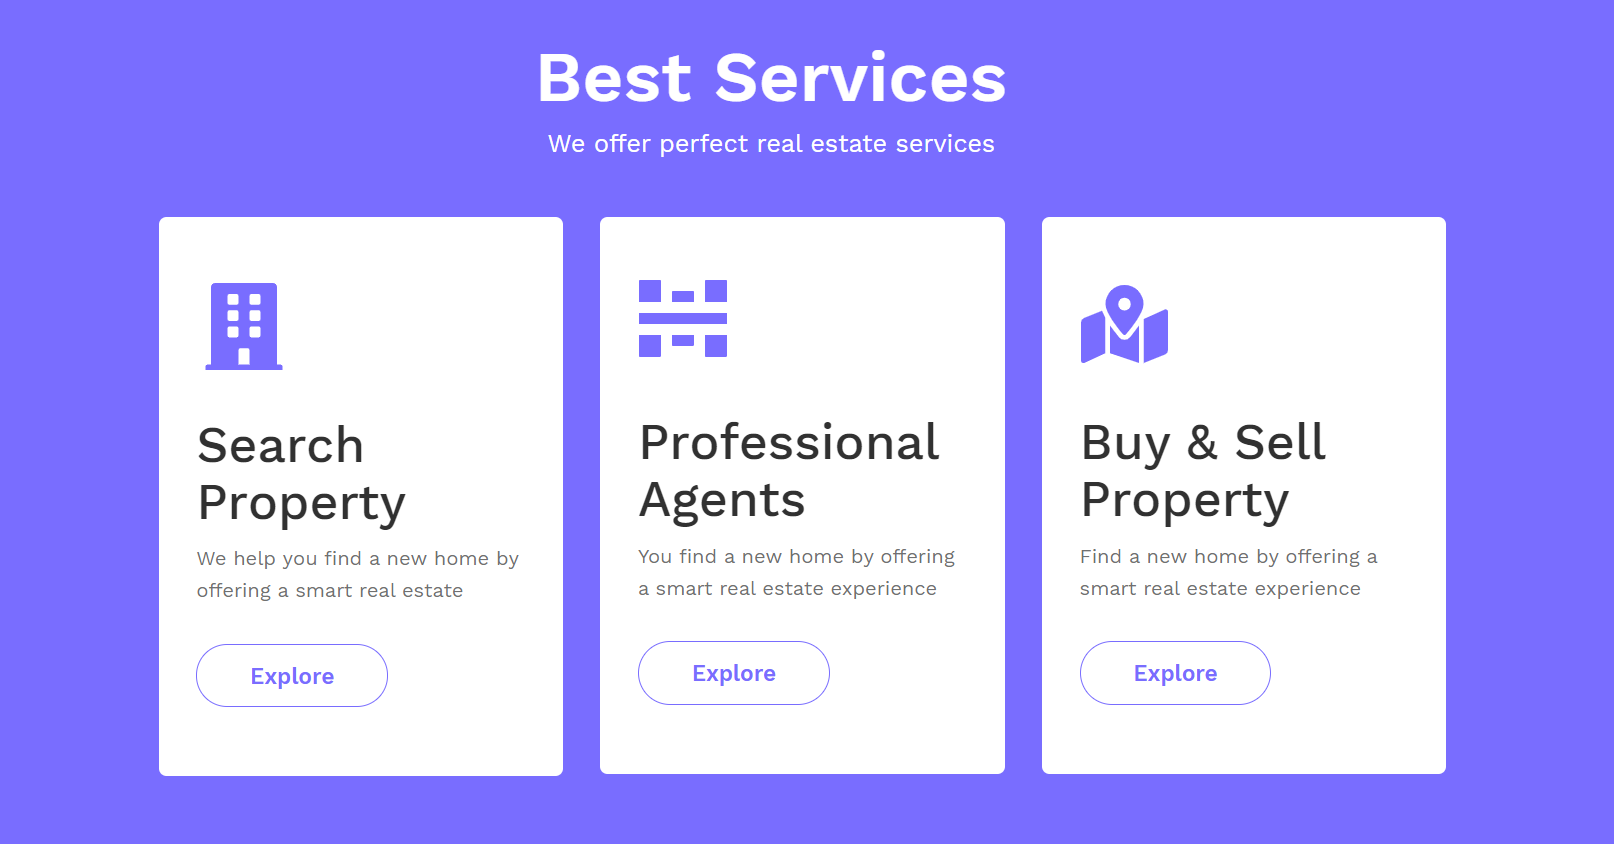 Best Services
We offer perfect real estate services
Search
Property
We help you find a new home by
offering a smart real estate
Explore
Professional
Agents
You find a new home by offering
a smart real estate experience
Explore
Buy & Sell
Property
Find a new home by offering a
smart real estate experience
Explore